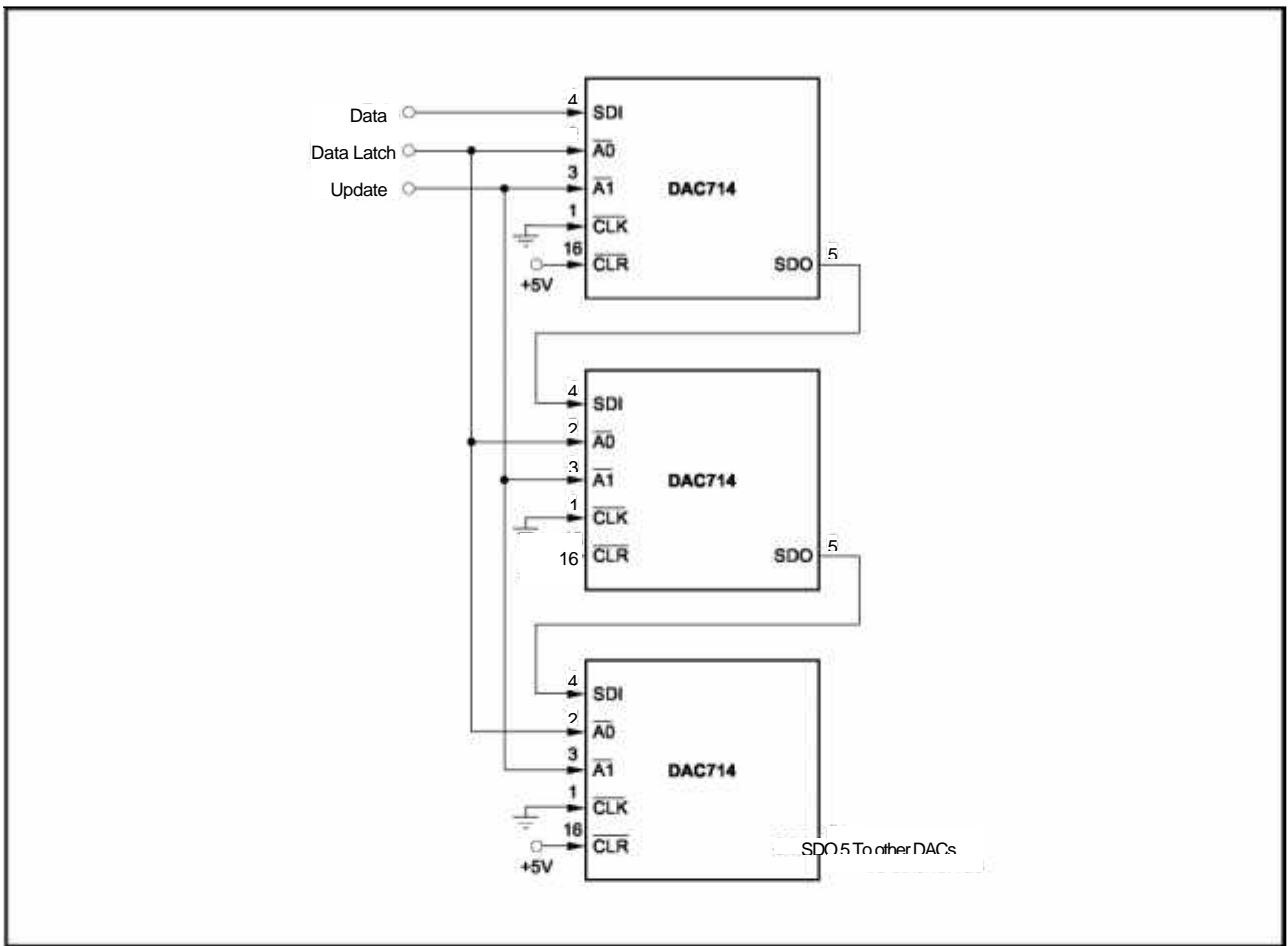 4
Data
SDI
Data Latch
A0
3
Update
A1
DAC714
1
CLK
16
CLR
SDO
5
+5V
4
SDI
2
A0
3
A1
DAC714
1
CLK
16
CLR
SDO
5
4
SDI
2
A0
3
A1
DAC714
1
CLK
16
CLR
+5V
SDO 5 To other DACs